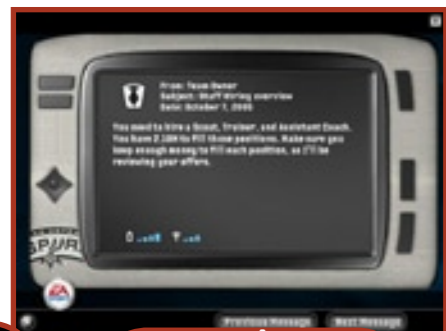 From: Team Owner
Subject: Staff Hiring overview
Date: October 7, 2005
You need to hire a Scout, Trainer, and Assistant Coach.
You have 2.10M to fill those positions. Make sure you
keep enough money to fill each position, as I'll be
reviewing your offers.
SPURS
EA
Previous Message Next Message